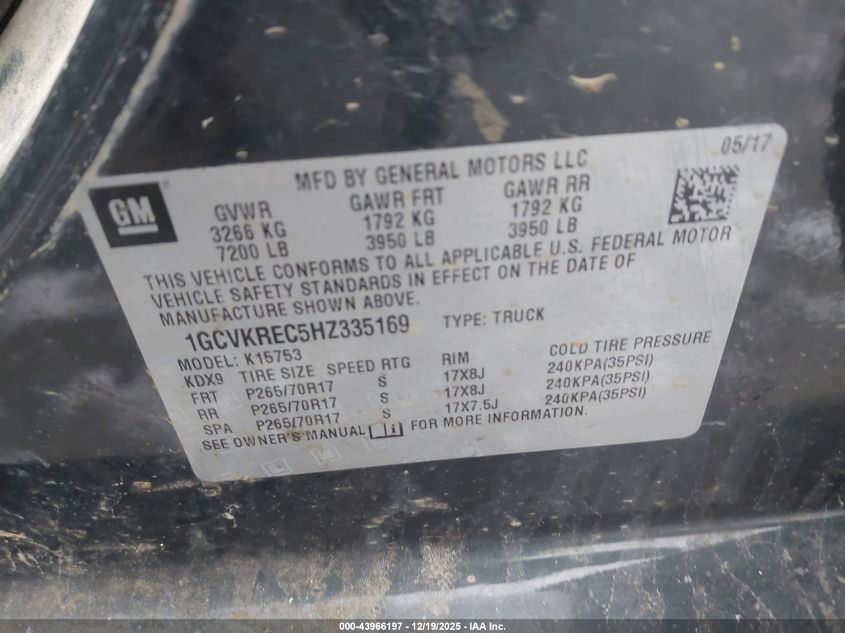 05/17
MFD BY GENERAL MOTORS LLC
GM
GVWR GAWR FRT GAWR RR
3266 KG 1792 KG 1792 KG
7200 LB 3950 LB 3950 LB
THIS VEHICLE CONFORMS TO ALL APPLICABLE U.S. FEDERAL MOTOR
VEHICLE SAFETY STANDARDS IN EFFECT ON THE DATE OF
MANUFACTURE SHOWN ABOVE.
1GCVKREC5HZ335169 TYPE: TRUCK
MODEL: K15753
KDX9 TIRE SIZE SPEED RTG RIM COLD TIRE PRESSURE
FRT P265/70R17 S 17X8J 240KPA(35PSI)
RR P265/70R17 S 17X8J 240KPA(35PSI)
SPA P265/70R17 S 17X7.5J 240KPA(35PSI)
SEE OWNER'S MANUAL FOR MORE INFORMATION.
000-43966197 - 12/19/2025 - IAA Inc.